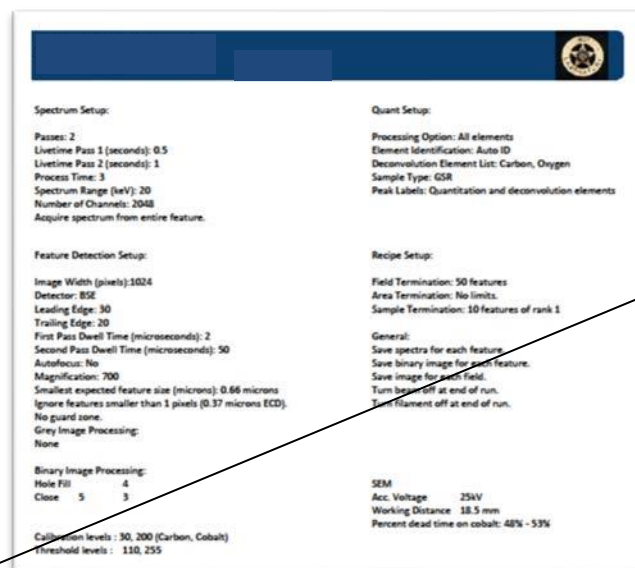 Spectrum Setup:
Passes: 2
Livetime Pass 1 (seconds): 0.5
Livetime Pass 2 (seconds): 1
Process Time: 3
Spectrum Range (keV): 20
Number of Channels: 2048
Acquire spectrum from entire feature.
Quant Setup:
Processing Option: All elements
Element Identification: Auto ID
Deconvolution Element List: Carbon, Oxygen
Sample Type: GSR
Peak Labels: Quantitation and deconvolution elements
Feature Detection Setup:
Image Width (pixels):1024
Detector: BSE
Leading Edge: 30
Trailing Edge: 20
First Pass Dwell Time (microseconds): 2
Second Pass Dwell Time (microseconds): 50
Autofocus: No
Magnification: 700
Smallest expected feature size (microns): 0.66 microns
Ignore features smaller than 1 pixels (0.37 microns ECD).
No guard zone.
Grey Image Processing:
None
Binary Image Processing:
Hole Fill 4
Close 5 3
Calibration levels : 30, 200 (Carbon, Cobalt)
Threshold levels : 110, 255
Recipe Setup:
Field Termination: 50 features
Area Termination: No limits.
Sample Termination: 10 features of rank 1
General:
Save spectra for each feature.
Save binary image for each feature.
Save image for each field.
Turn beam off at end of run.
Turn filament off at end of run.
SEM
Acc. Voltage 25kV
Working Distance 18.5 mm
Percent dead time on cobalt: 48% - 53%